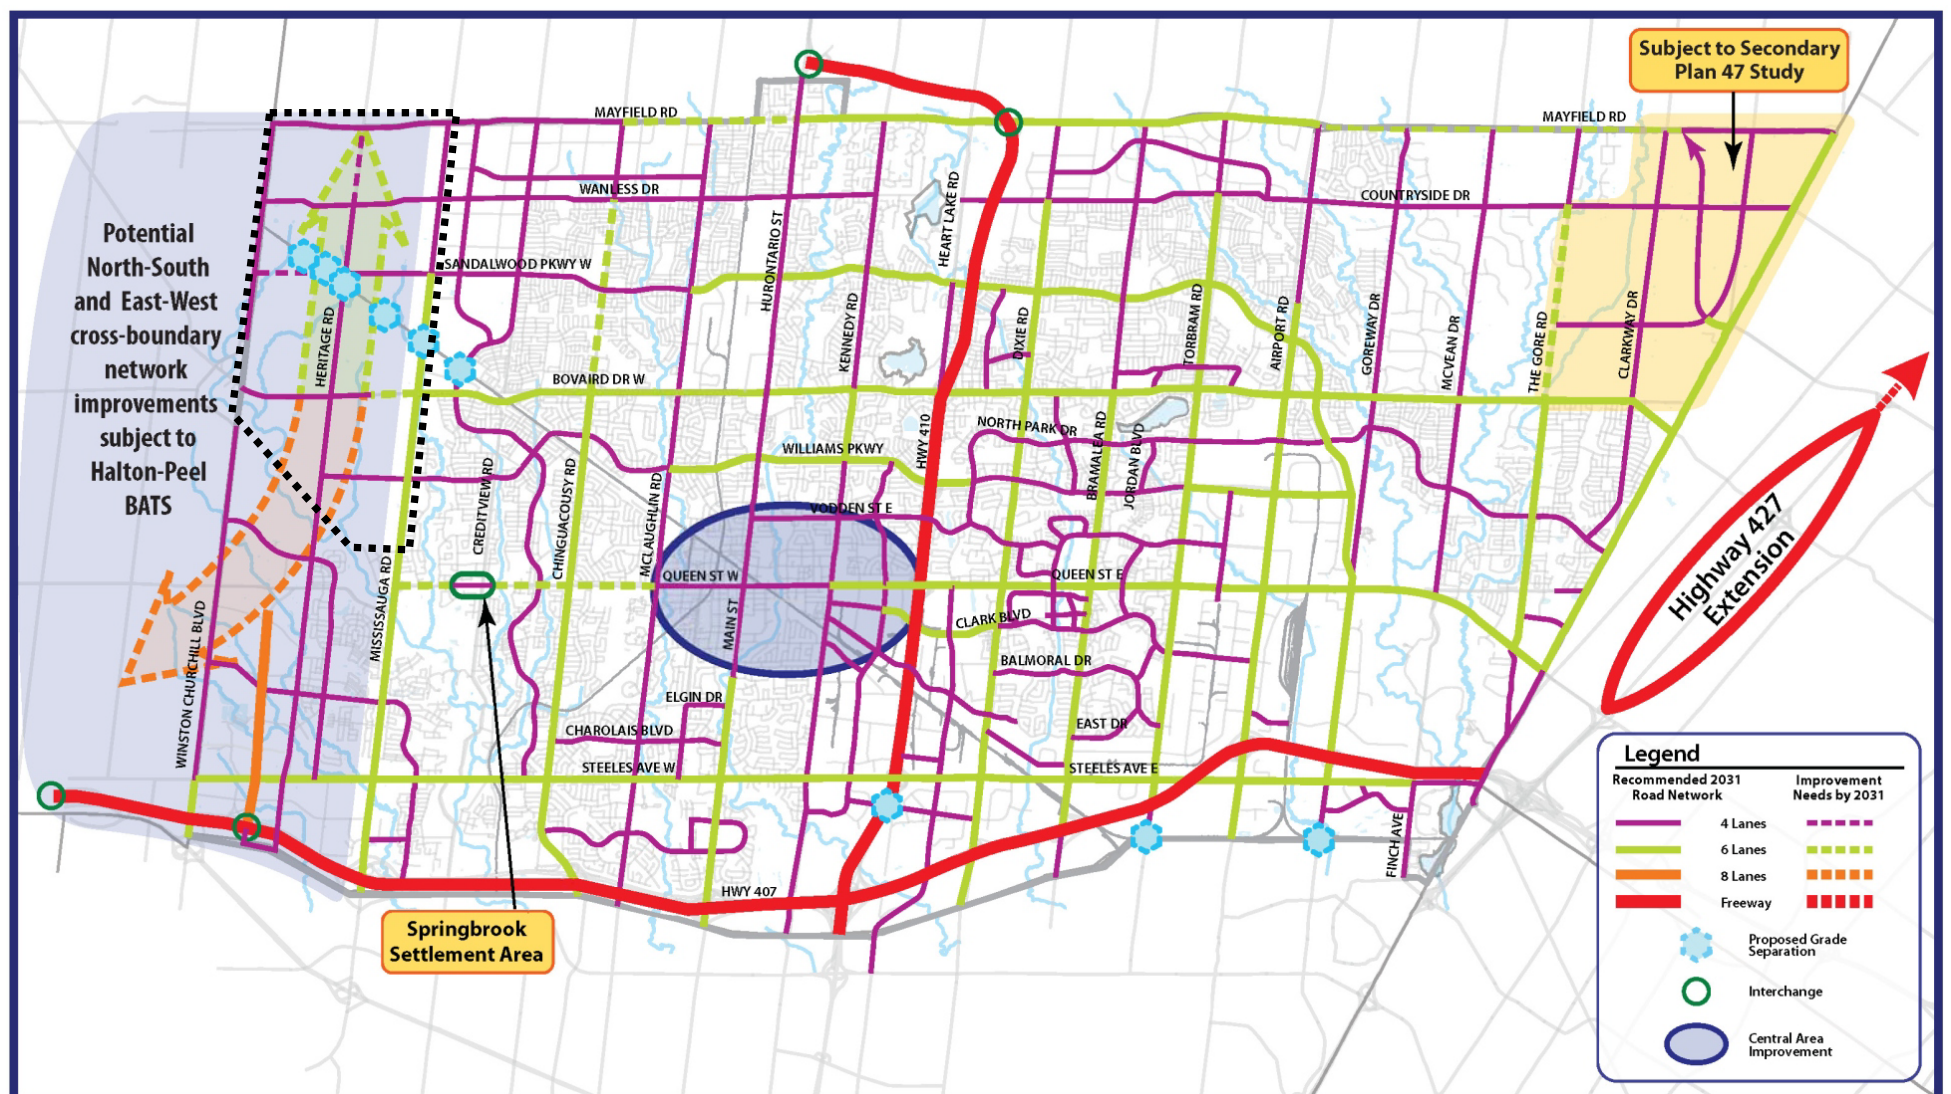 Subject to Secondary
Plan 47 Study
MAYFIELD RD
MAYFIELD RD
WANLESS DR
COUNTRYSIDE DR
Potential
North-South
and East-West
cross-boundary
network
improvements
subject to
Halton-Peel
BATS
SANDALWOOD PKWY W
HURONTARIO ST
HEART LAKE RD
HERITAGE RD
KENNEDY RD
DIXIE RD
TORBRAM RD
AIRPORT RD
GOREWAY DR
MCVEAN DR
THE GORE RD
CLARKWAY DR
BOVAIRD DR W
NORTH PARK DR
WILLIAMS PKWY
HWY 410
BRAMALEA RD
JORDAN BLVD
CREDITVIEW RD
CHINGUACOUSY RD
MCLAUGHLIN RD
VODDEN ST E
QUEEN ST W
QUEEN ST E
MISSISSAUGA RD
WINSTON CHURCHILL BLVD
MAIN ST
CLARK BLVD
BALMORAL DR
ELGIN DR
CHAROLAIS BLVD
EAST DR
STEELES AVE W
STEELES AVE E
FINCH AVE
HWY 407
Highway 427
Extension
Springbrook
Settlement Area
Legend
Recommended 2031
Road Network
Improvement
Needs by 2031
4 Lanes
6 Lanes
8 Lanes
Freeway
Proposed Grade
Separation
Interchange
Central Area
Improvement